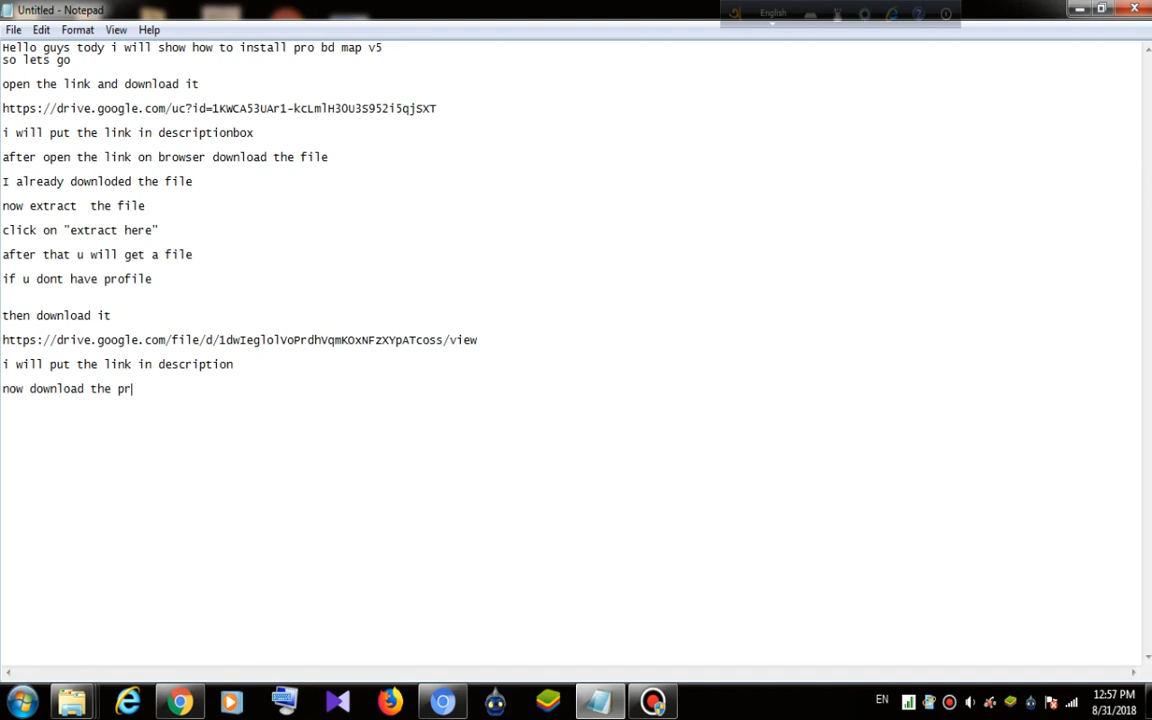 Untitled - Notepad
English
File Edit Format View Help
Hello guys tody i will show how to install pro bd map v5
so lets go
open the link and download it
https://drive.google.com/uc?id=1KWCA53UAr1-kcLmlH3OU3S952i5qjSXT
i will put the link in descriptionbox
after open the link on browser download the file
I already downloded the file
now extract  the file
click on "extract here"
after that u will get a file
if u dont have profile
then download it
https://drive.google.com/file/d/1dwIeglolVoPrdhVqmKOxNFzXYpATcoss/view
i will put the link in description
now download the pr
EN
12:57 PM
8/31/2018